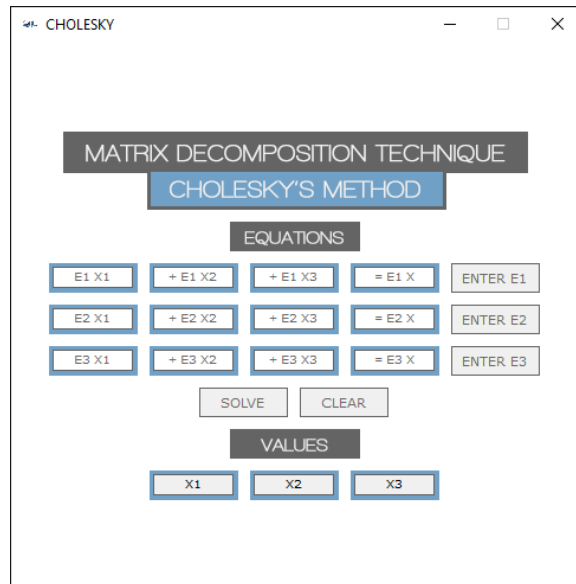 CHOLESKY
MATRIX DECOMPOSITION TECHNIQUE
CHOLESKY'S METHOD
EQUATIONS
E1 X1 + E1 X2 + E1 X3 = E1 X ENTER E1
E2 X1 + E2 X2 + E2 X3 = E2 X ENTER E2
E3 X1 + E3 X2 + E3 X3 = E3 X ENTER E3
SOLVE CLEAR
VALUES
X1 X2 X3